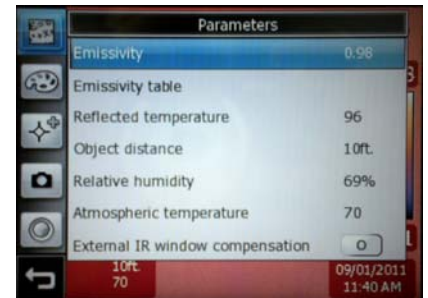 Parameters
Emissivity 0.98
Emissivity table
Reflected temperature 96
Object distance 10ft.
Relative humidity 69%
Atmospheric temperature 70
External IR window compensation
10ft.
70
09/01/2011
11:40 AM